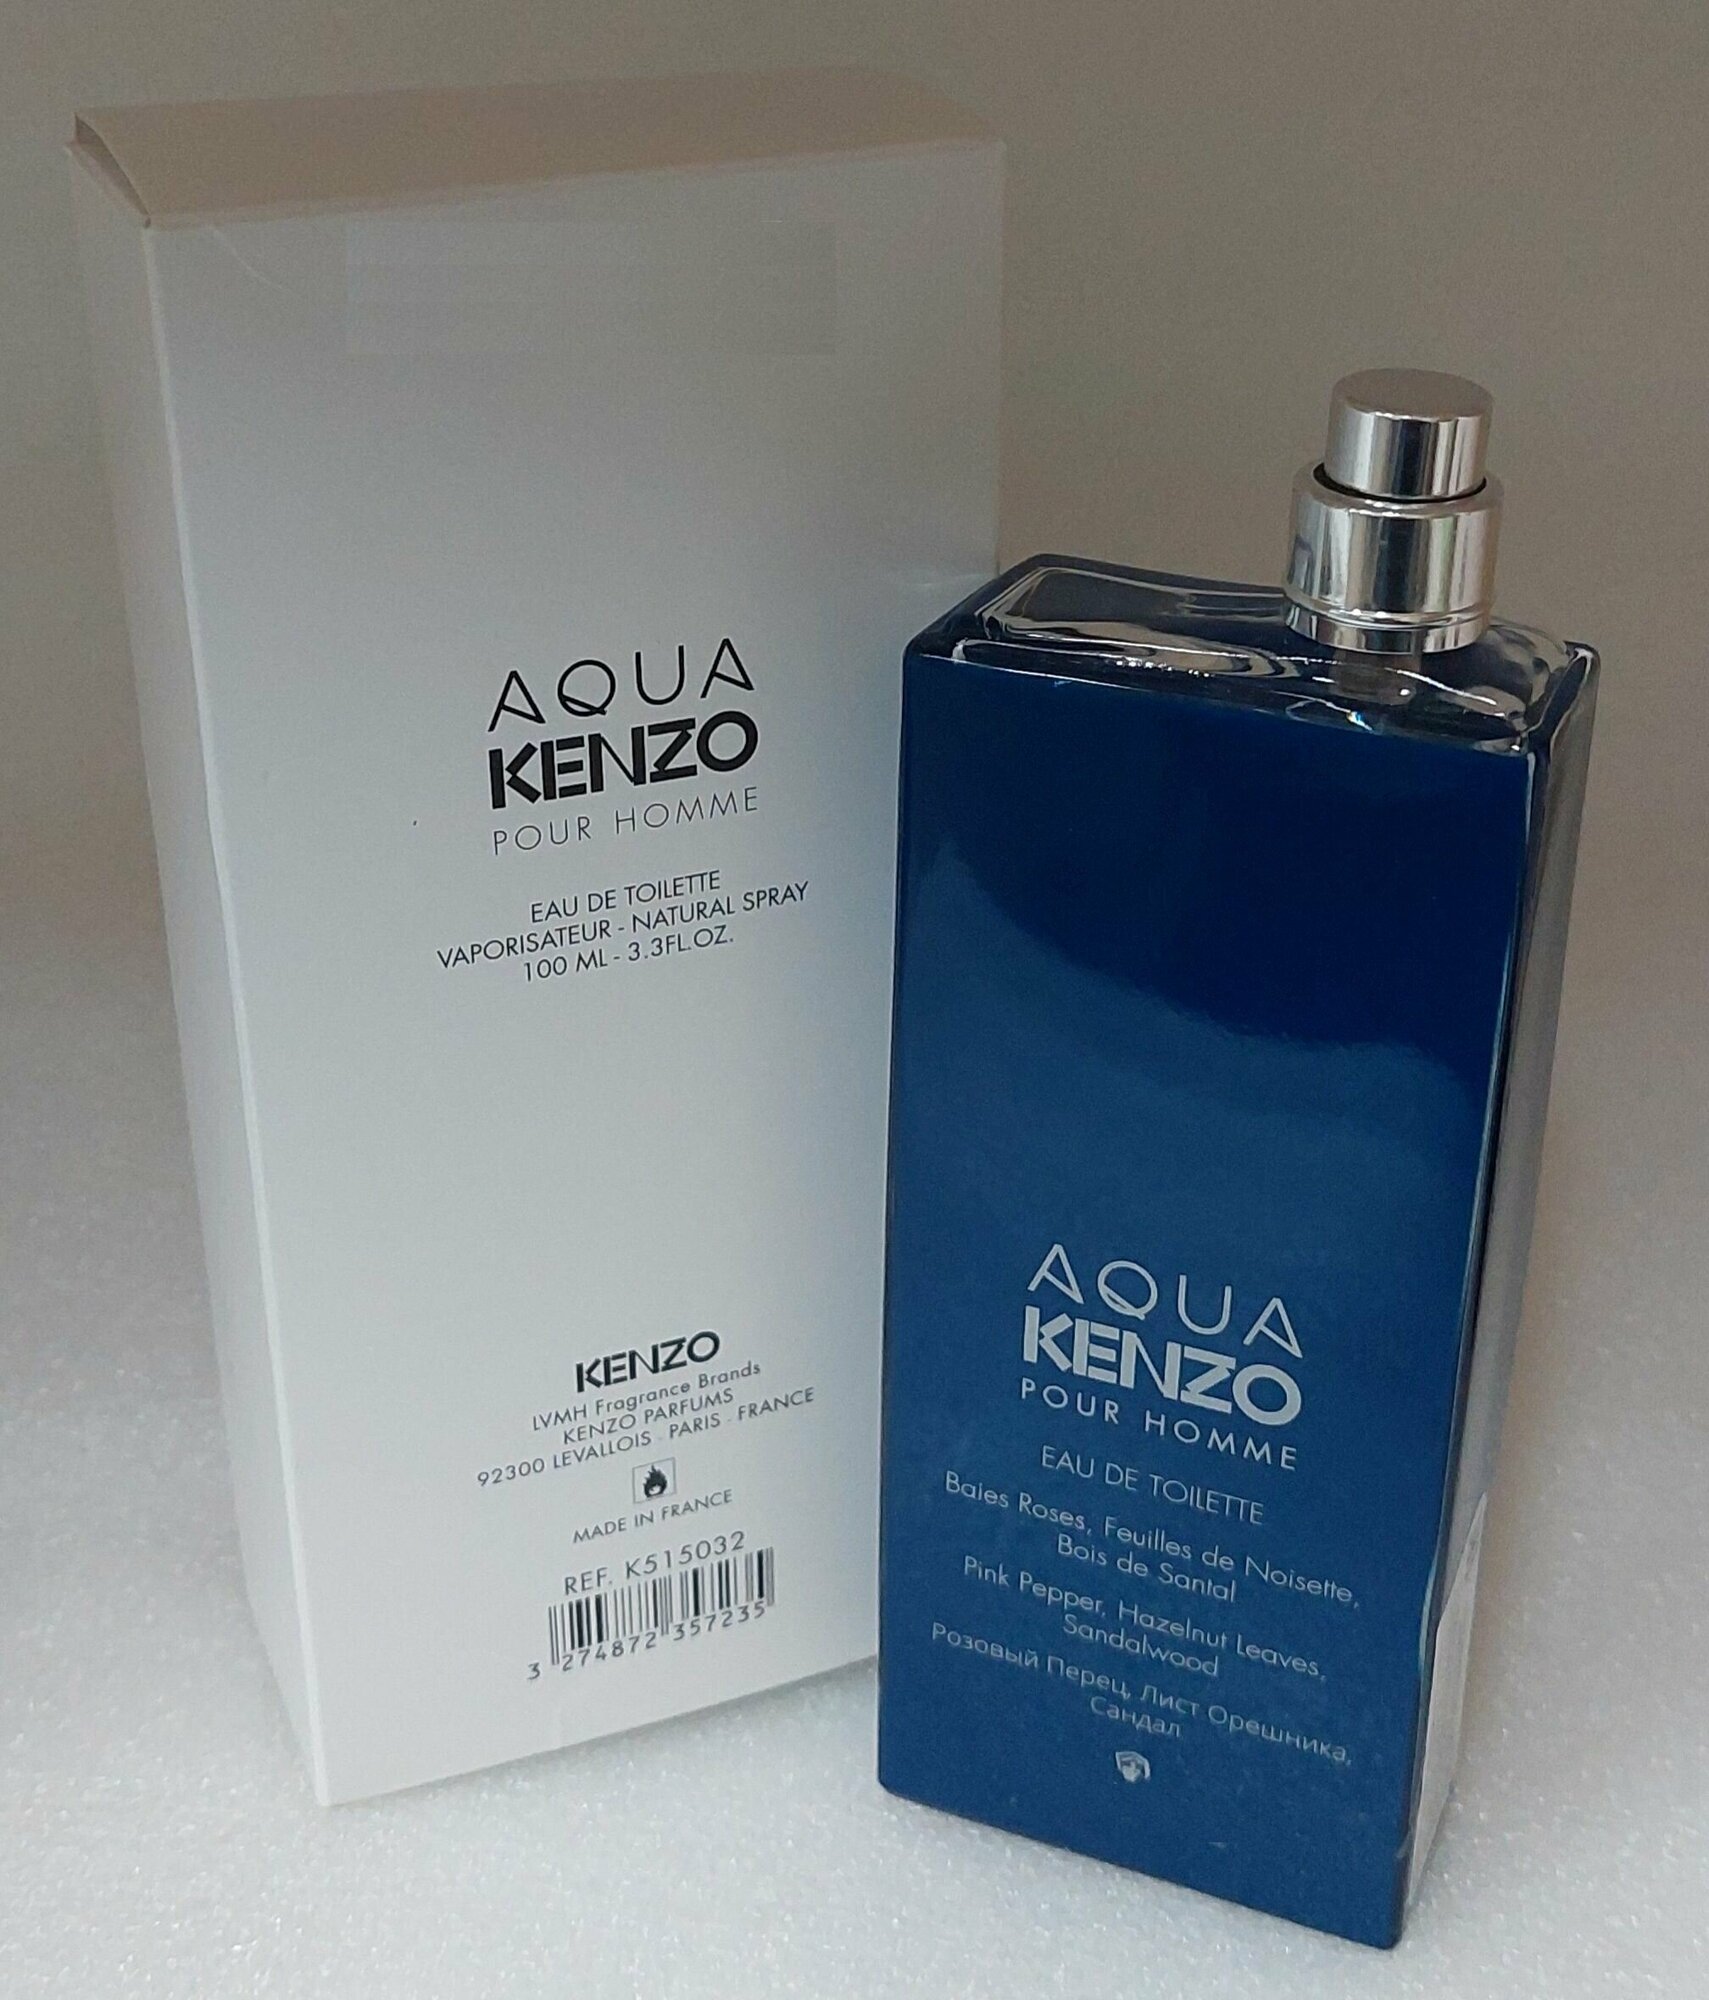 AQUA
KENZO
POUR HOMME
EAU DE TOILETTE
VAPORISATEUR - NATURAL SPRAY
100 ML - 3.3FL.OZ.
KENZO
LVMH Fragrance Brands
KENZO PARFUMS
92300 LEVALLOIS . PARIS . FRANCE
MADE IN FRANCE
REF. K515032
3 274872 357235
AQUA
KENZO
POUR HOMME
EAU DE TOILETTE
Baies Roses, Feuilles de Noisette,
Bois de Santal
Pink Pepper, Hazelnut Leaves,
Sandalwood
Розовый Перец, Лист Орешника,
Сандал